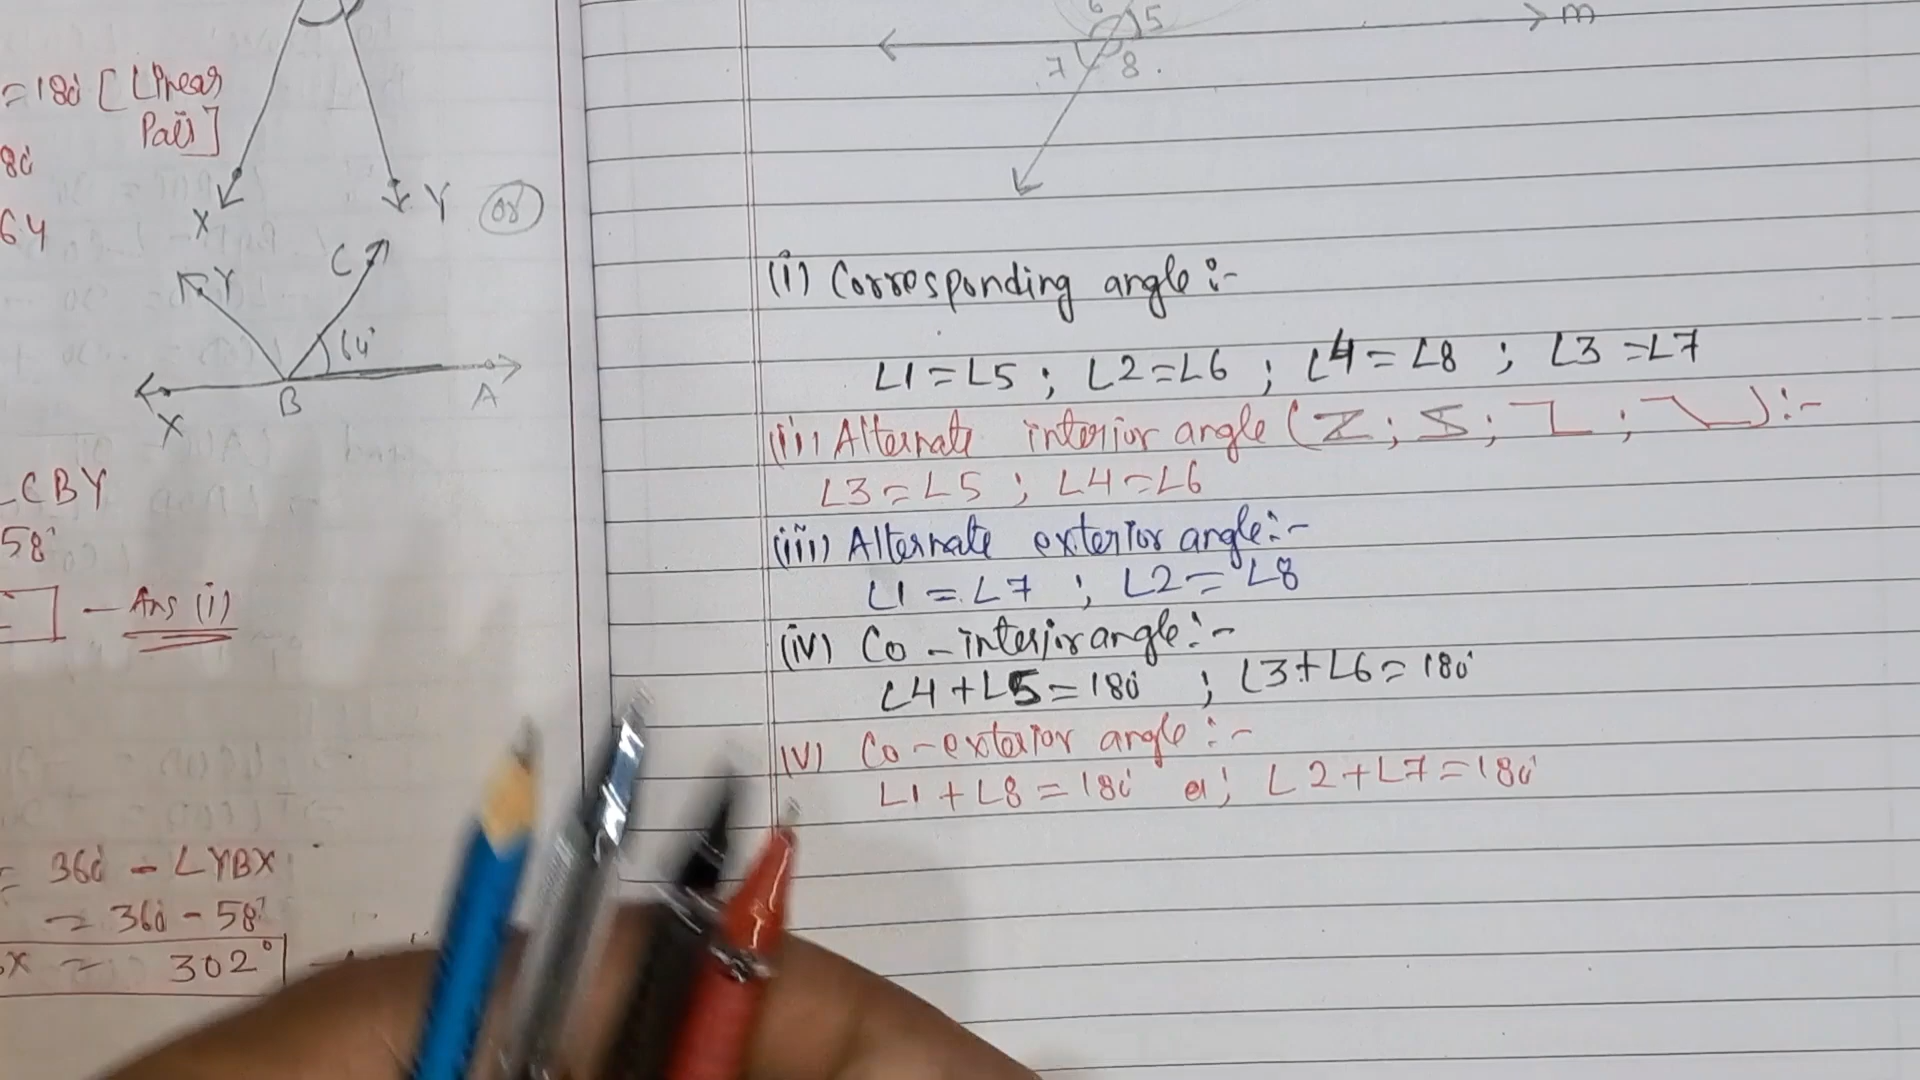 =180° [Linear
Pair]
80
64
X
Y
or
Y
C
64°
X
B
A
∠CBY
58°
Ans (i)
= 360° - ∠YBX
= 360° - 58°
= 302°
6
5
m
7
8
(i) Corresponding angle :-
∠1=∠5 ; ∠2=∠6 ; ∠4=∠8 ; ∠3=∠7
(ii) Alternate interior angle (Z; S; ; ) :-
∠3=∠5 ; ∠4=∠6
(iii) Alternate exterior angle:-
∠1=∠7 ; ∠2=∠8
(iv) Co-interior angle:-
∠4+∠5=180° ; ∠3+∠6=180°
(v) Co-exterior angle:-
∠1+∠8=180° ; ∠2+∠7=180°